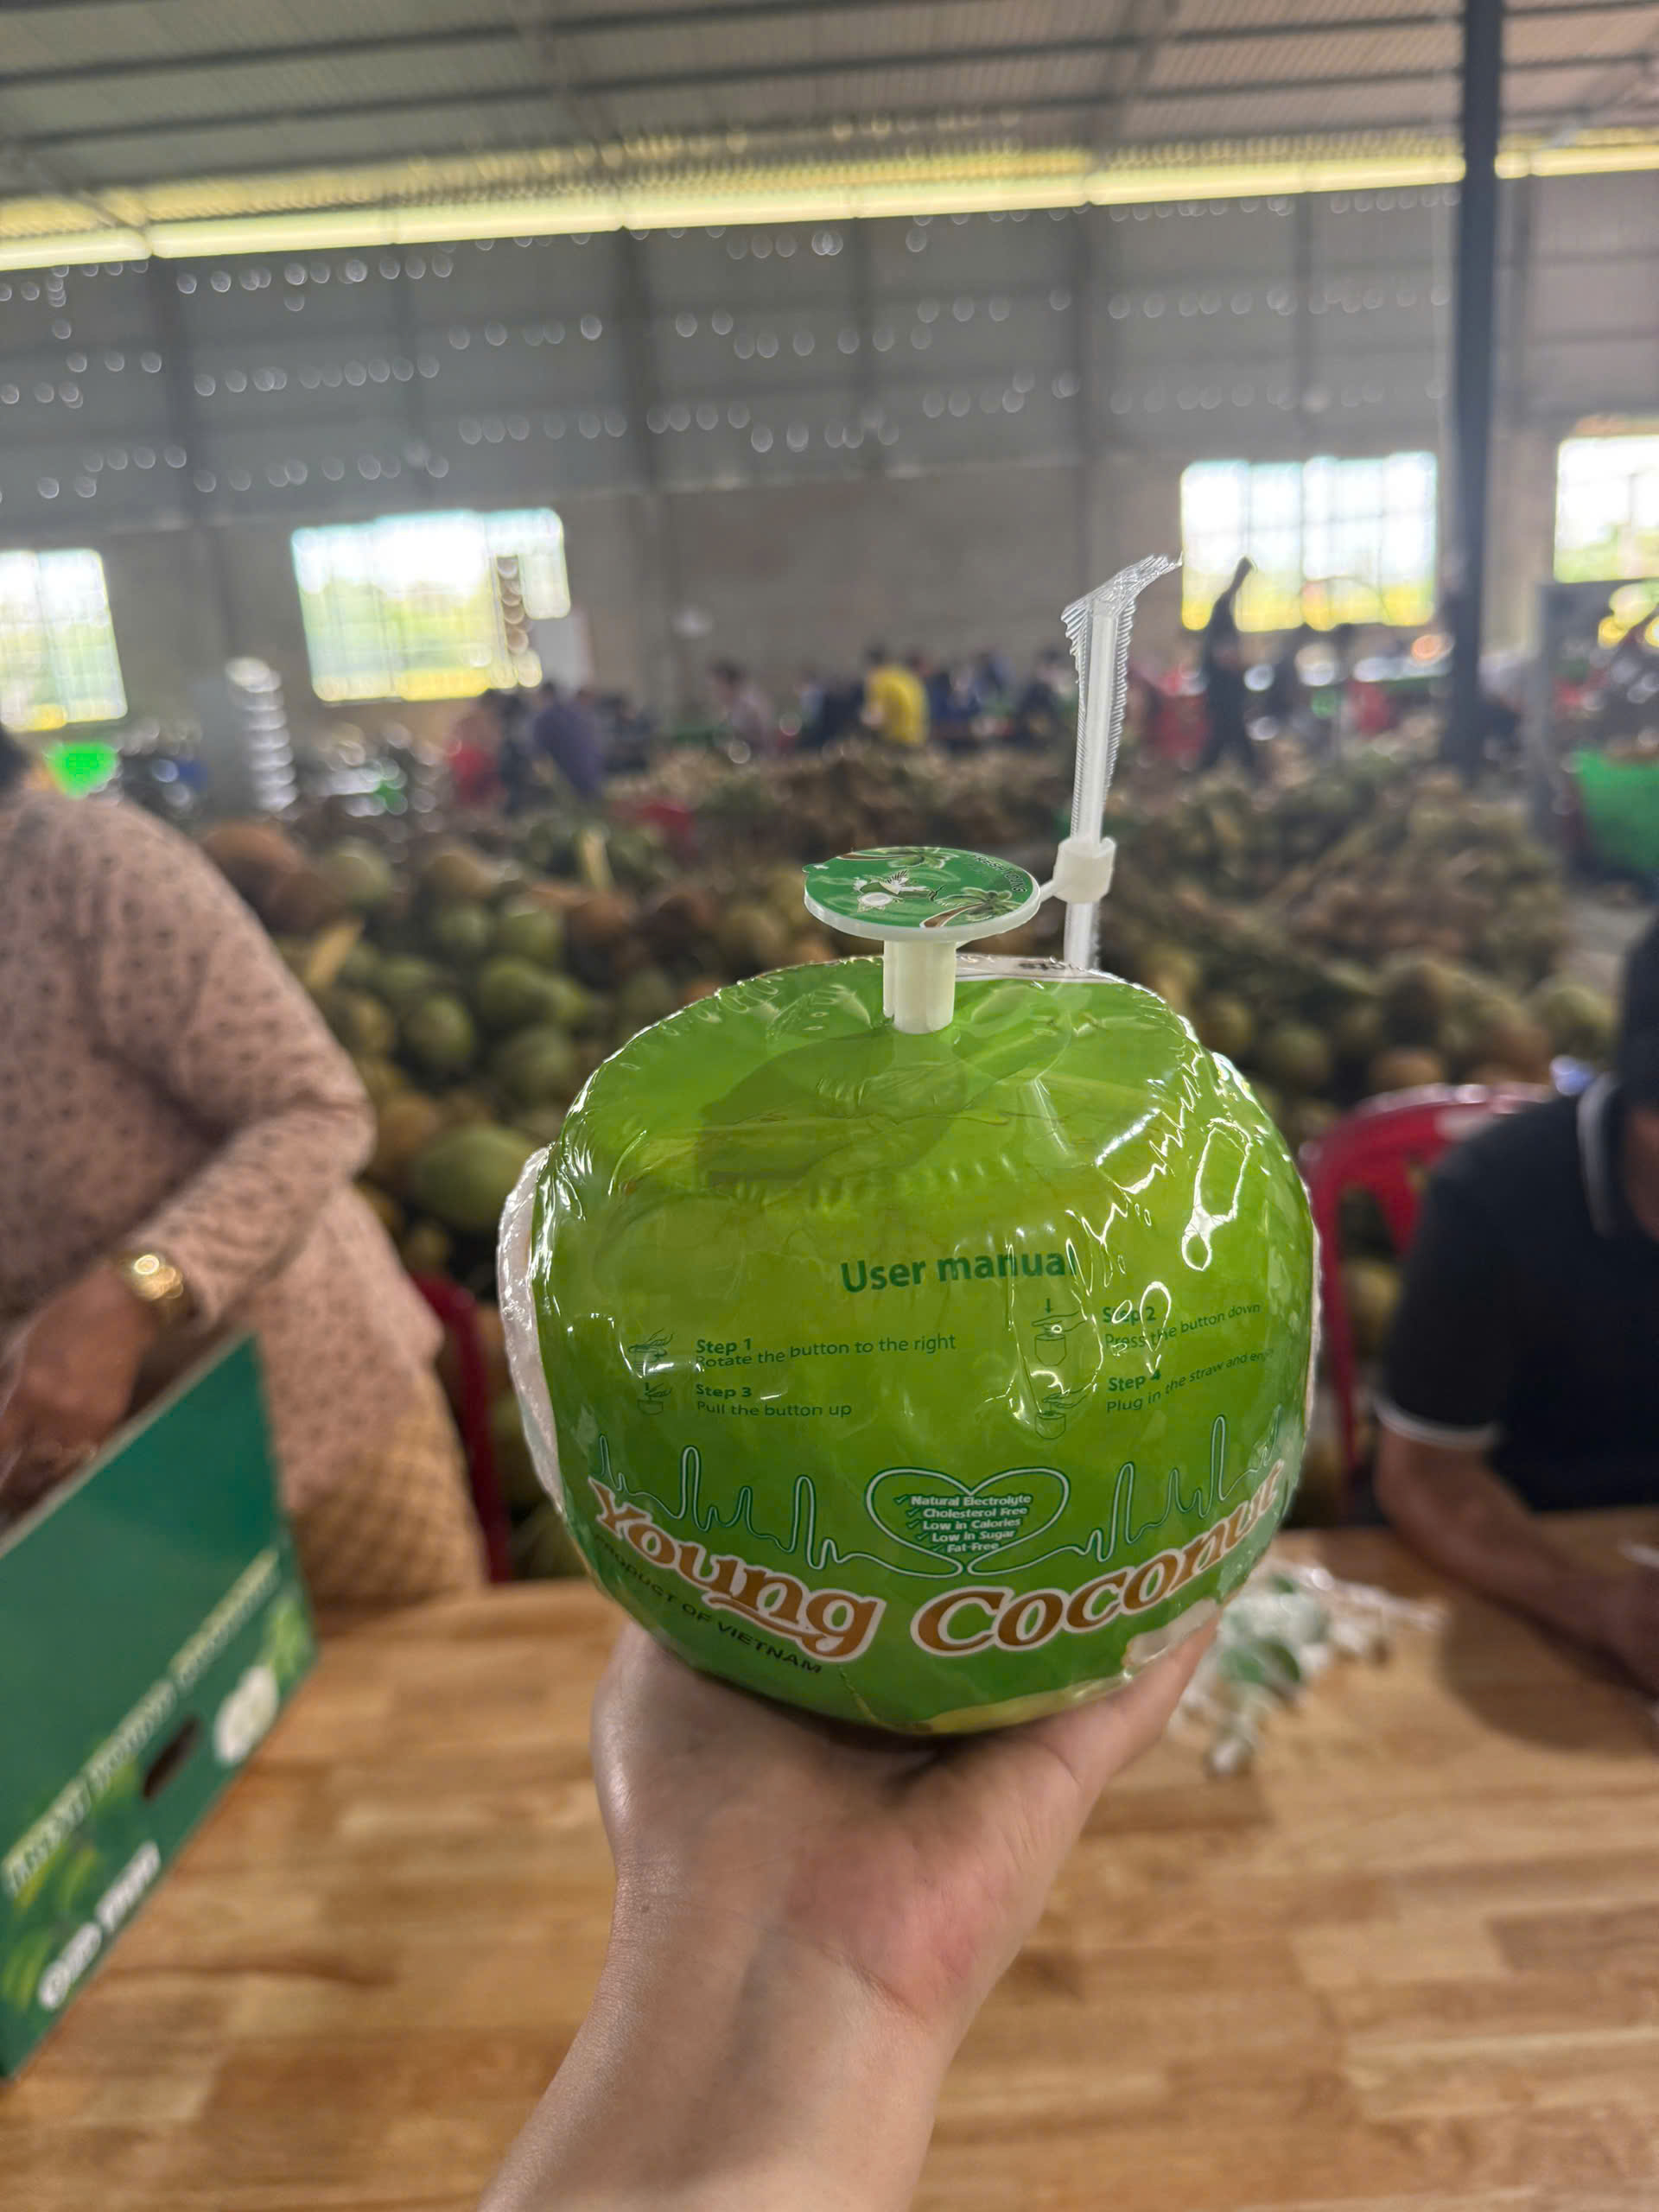 User manual
Step 1
Rotate the button to the right
Step 2
Press the button down
Step 3
Pull the button up
Step 4
Plug in the straw and enjoy
Natural Electrolyte
Cholesterol Free
Low in Calories
Low in Sugar
Fat-Free
Young Coconut
PRODUCT OF VIETNAM